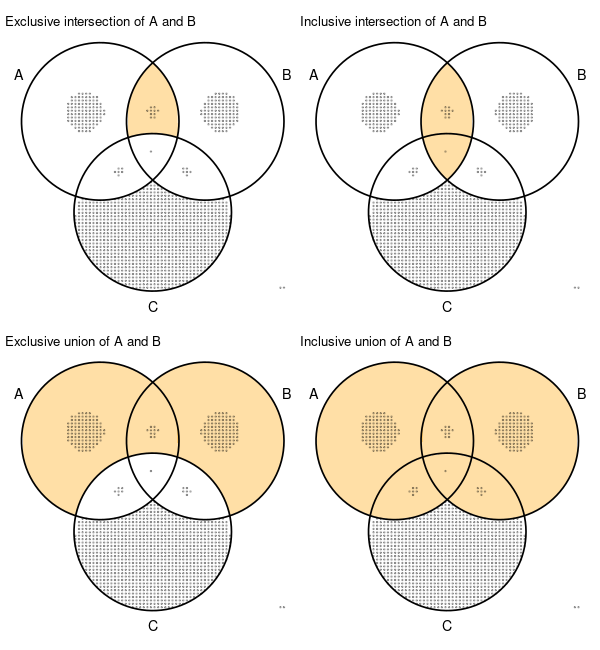 Exclusive intersection of A and B
Inclusive intersection of A and B
A
B
A
B
C
C
Exclusive union of A and B
Inclusive union of A and B
A
B
A
B
C
C